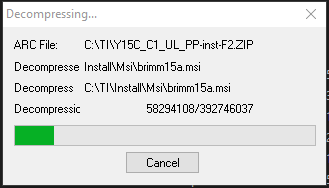 Decompressing...
ARC File: C:\TI\Y15C_C1_UL_PP-inst-F2.ZIP
Decompresse Install\Msi\brimm15a.msi
Decompress C:\TI\Install\Msi\brimm15a.msi
Decompressic 58294108/392746037
Cancel